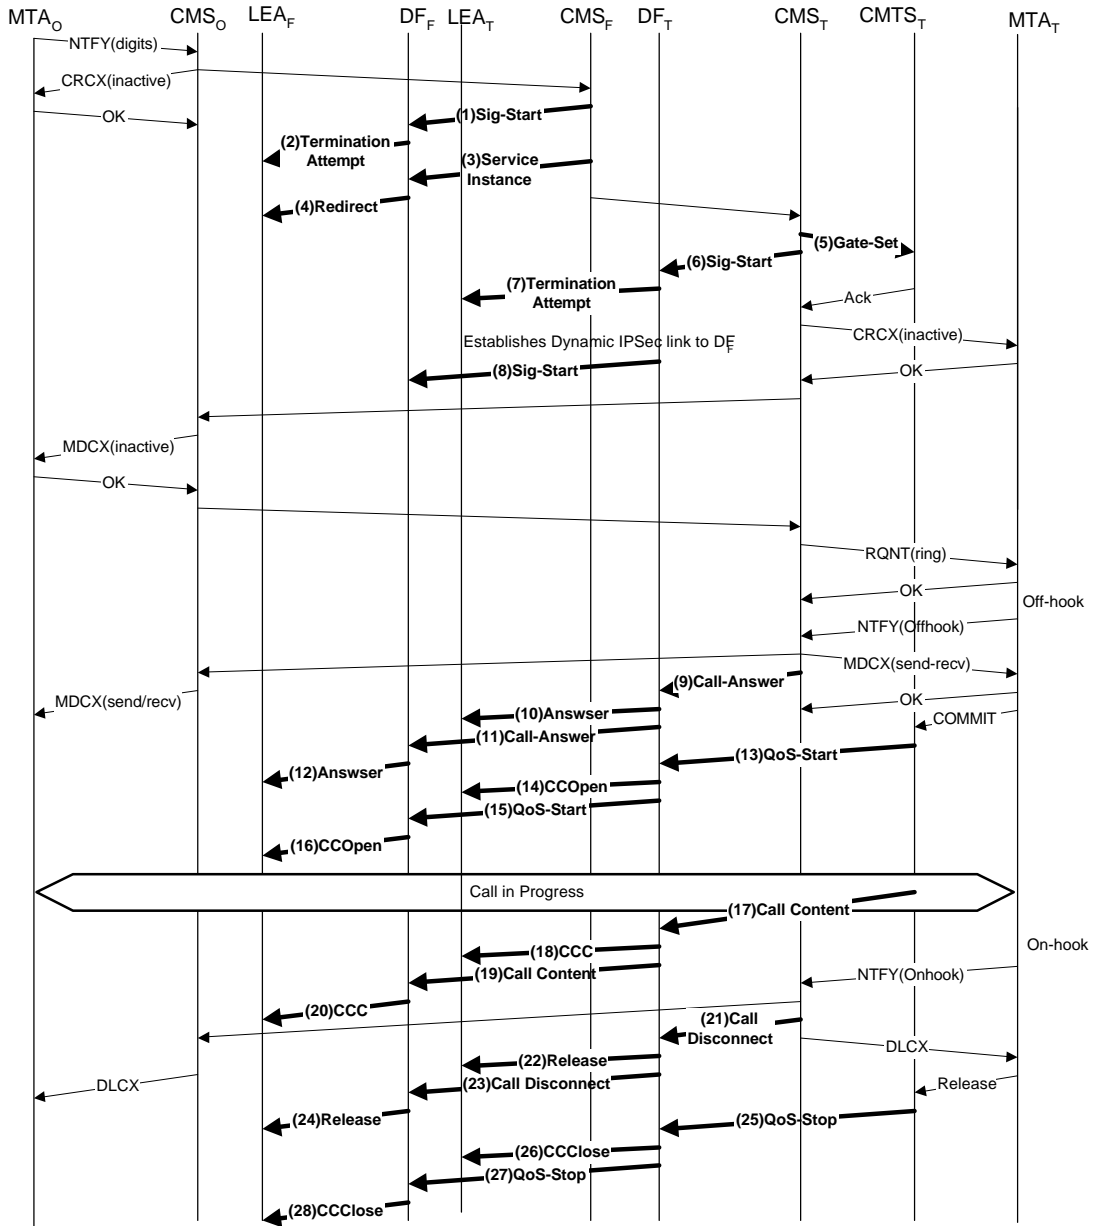 MTAO CMSO LEAF DFF LEAT CMSF DFT CMST CMTST MTAT
NTFY(digits)
CRCX(inactive)
OK
(1)Sig-Start
(2)Termination
Attempt
(3)Service
Instance
(4)Redirect
(5)Gate-Set
(6)Sig-Start
(7)Termination
Attempt
Ack
CRCX(inactive)
Establishes Dynamic IPSec link to DFF
(8)Sig-Start
OK
MDCX(inactive)
OK
RQNT(ring)
OK
Off-hook
NTFY(Offhook)
MDCX(send-recv)
(9)Call-Answer
MDCX(send/recv)
OK
(10)Answser
COMMIT
(11)Call-Answer
(13)QoS-Start
(12)Answser
(14)CCOpen
(15)QoS-Start
(16)CCOpen
Call in Progress
(17)Call Content
(18)CCC
On-hook
(19)Call Content
NTFY(Onhook)
(20)CCC
(21)Call
Disconnect
DLCX
(22)Release
(23)Call Disconnect
DLCX
Release
(24)Release
(25)QoS-Stop
(26)CCClose
(27)QoS-Stop
(28)CCClose